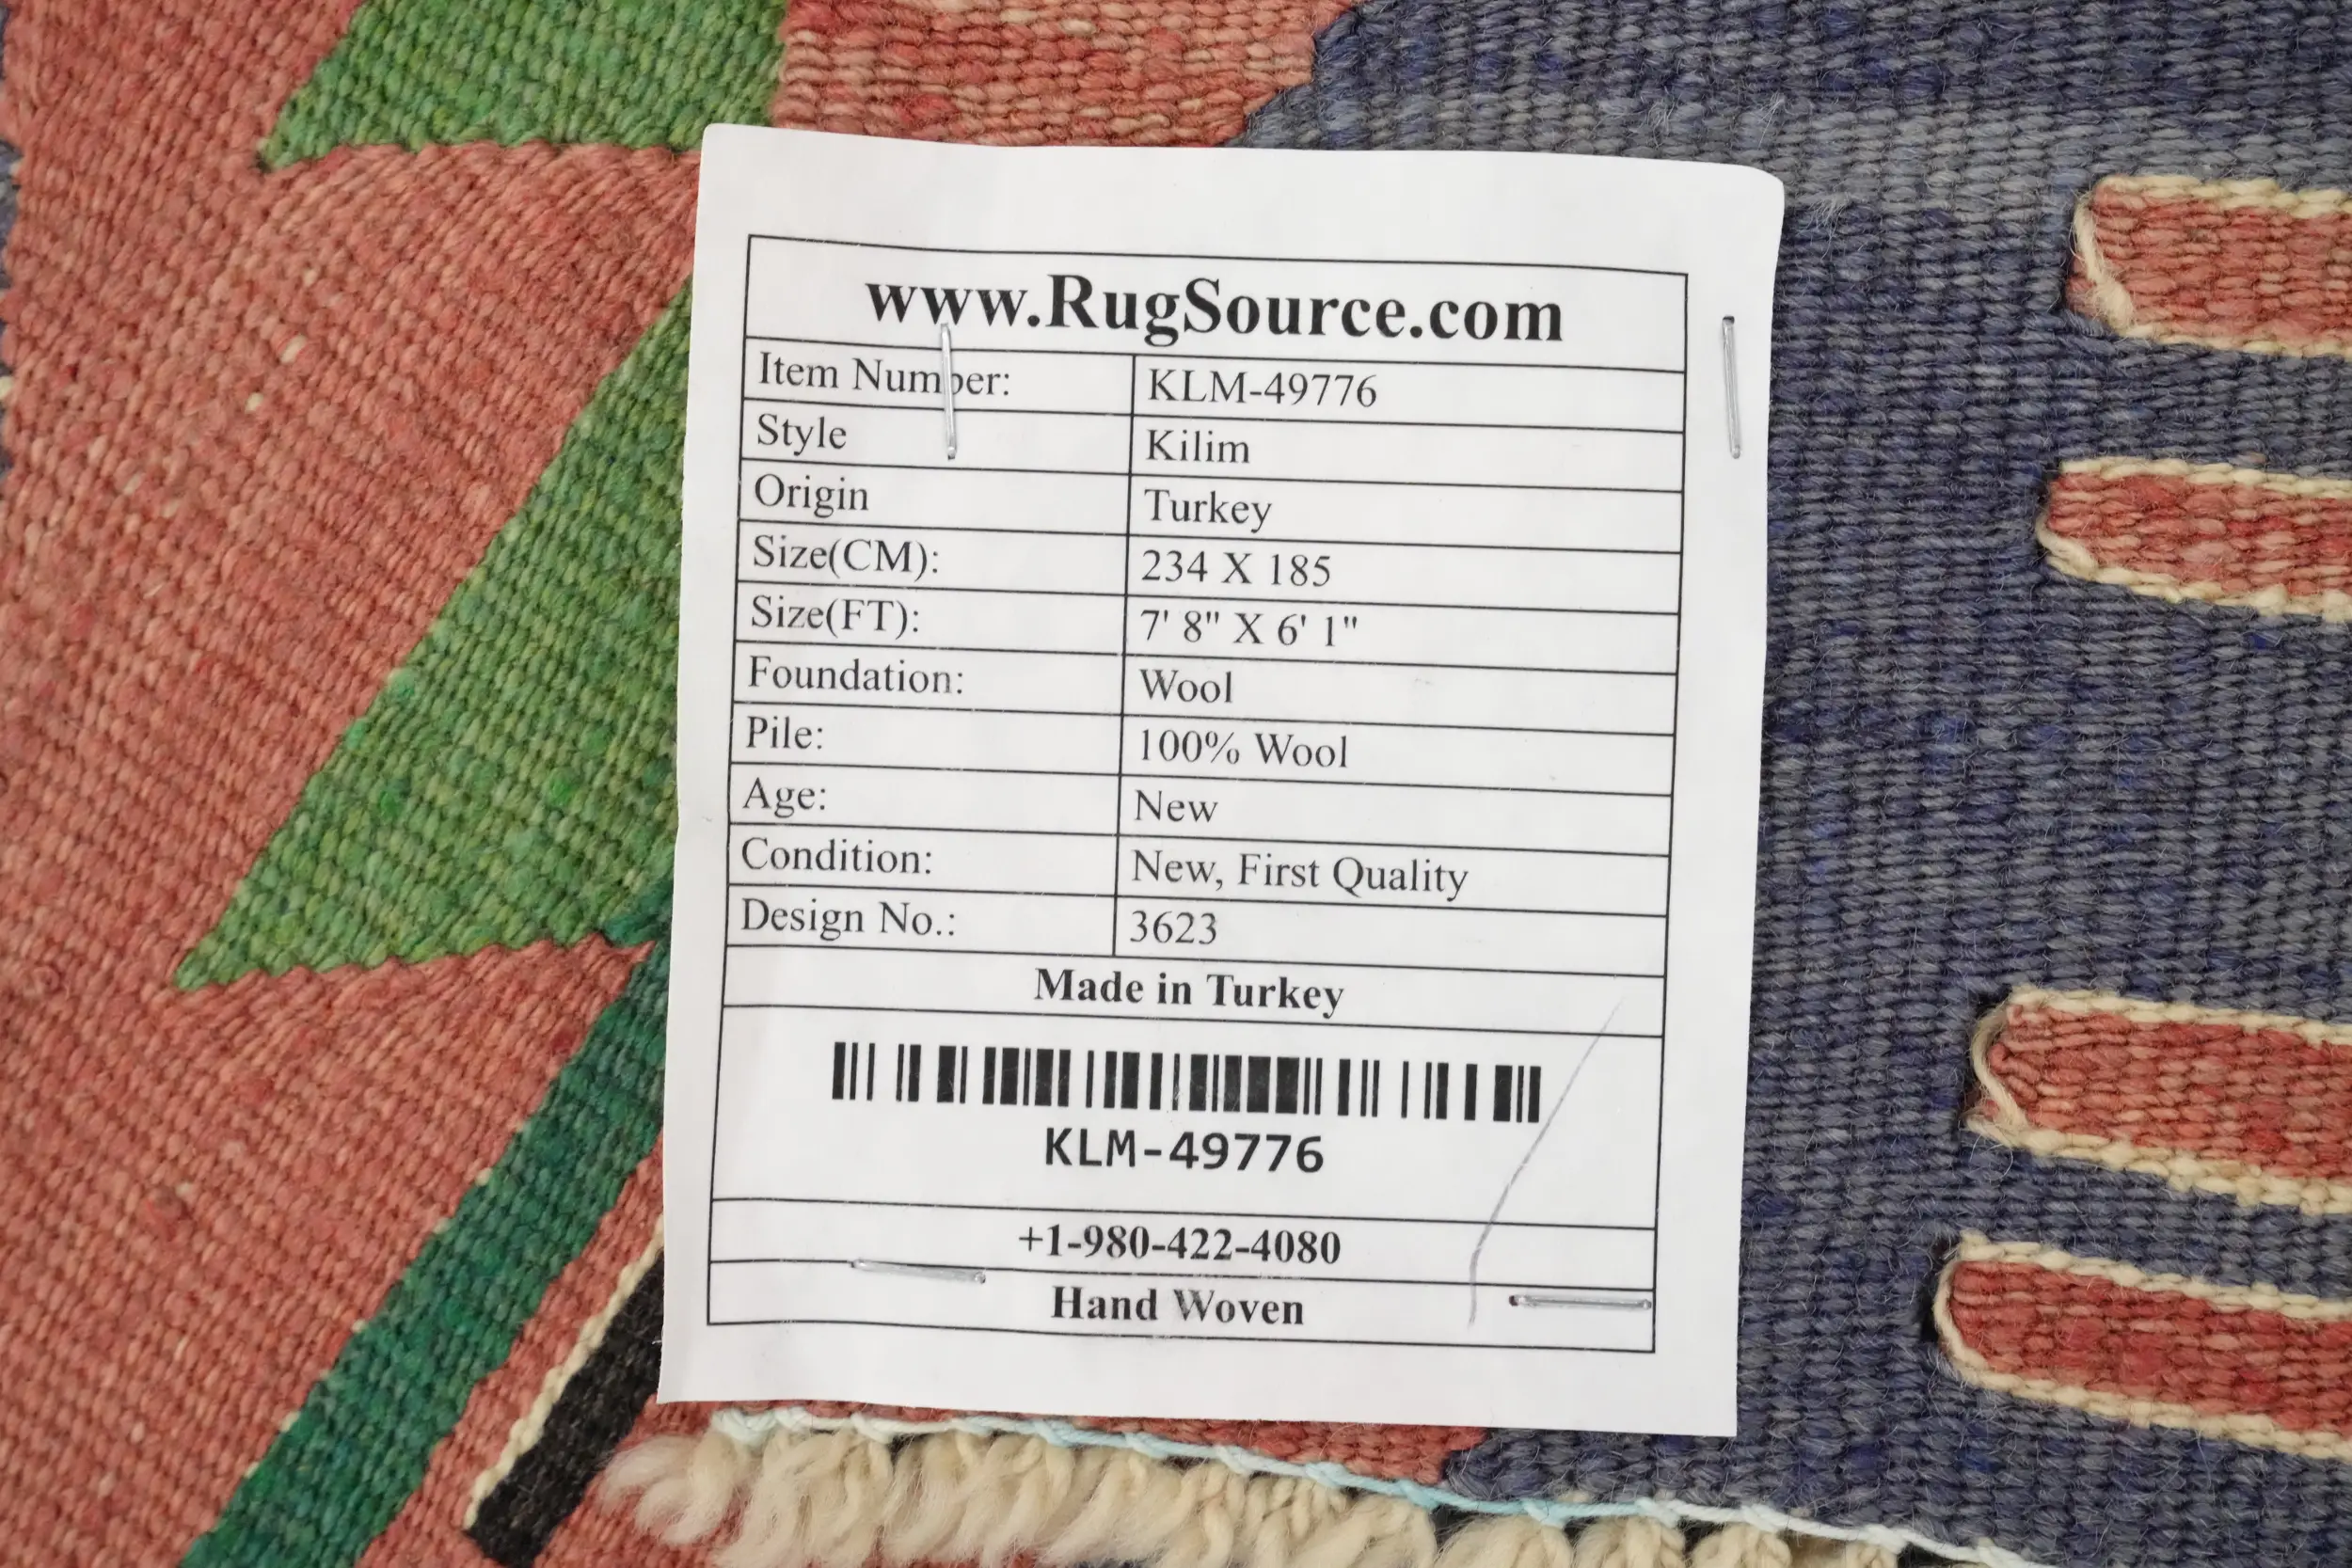 www.RugSource.com
Item Number: KLM-49776
Style Kilim
Origin Turkey
Size(CM): 234 X 185
Size(FT): 7' 8" X 6' 1"
Foundation: Wool
Pile: 100% Wool
Age: New
Condition: New, First Quality
Design No.: 3623
Made in Turkey
KLM-49776
+1-980-422-4080
Hand Woven